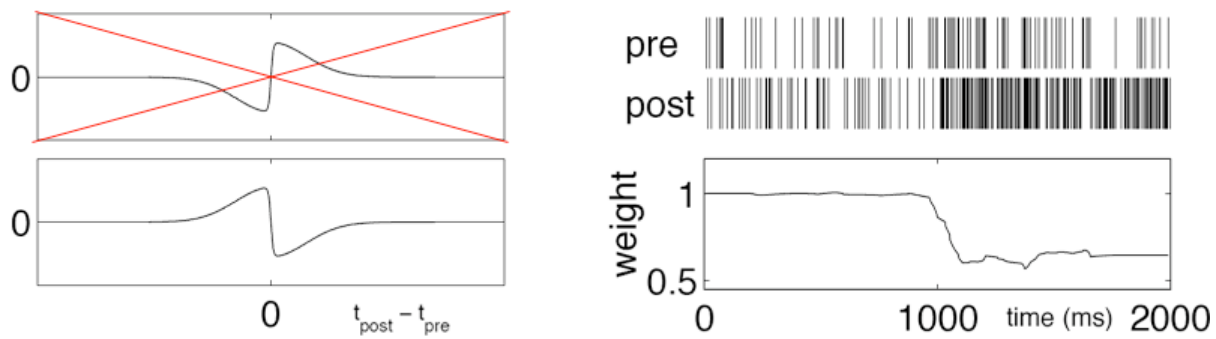 0
0
0
t_post – t_pre
pre
post
weight
1
0.5
0
1000
time (ms)
2000